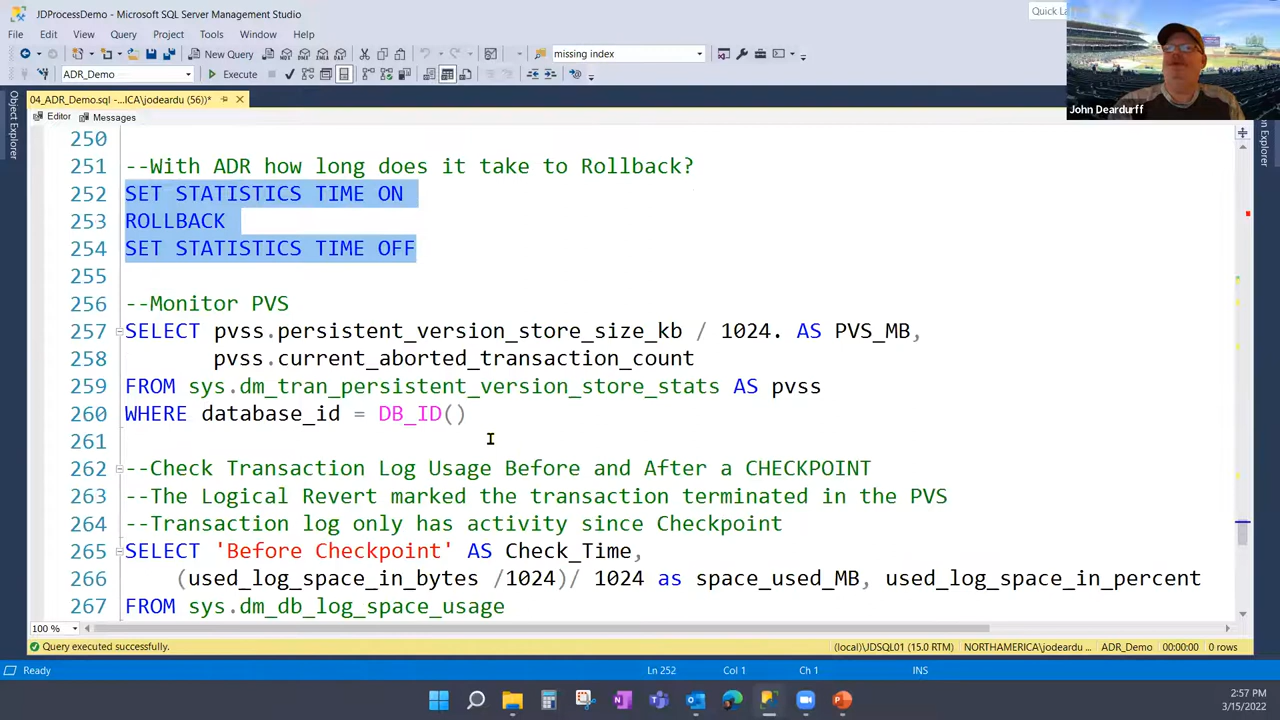 JDProcessDemo - Microsoft SQL Server Management Studio
Quick La
File Edit View Query Project Tools Window Help
New Query
missing index
ADR_Demo
Execute
John Deardurff
04_ADR_Demo.sql -...ICA\jodeardu (56))*
Object Explorer
Editor Messages
250
251 --With ADR how long does it take to Rollback?
252 SET STATISTICS TIME ON
253 ROLLBACK
254 SET STATISTICS TIME OFF
255
256 --Monitor PVS
257 SELECT pvss.persistent_version_store_size_kb / 1024. AS PVS_MB,
258 pvss.current_aborted_transaction_count
259 FROM sys.dm_tran_persistent_version_store_stats AS pvss
260 WHERE database_id = DB_ID()
261
262 --Check Transaction Log Usage Before and After a CHECKPOINT
263 --The Logical Revert marked the transaction terminated in the PVS
264 --Transaction log only has activity since Checkpoint
265 SELECT 'Before Checkpoint' AS Check_Time,
266 (used_log_space_in_bytes /1024)/ 1024 as space_used_MB, used_log_space_in_percent
267 FROM sys.dm_db_log_space_usage
100 %
Query executed successfully.
(local)\JDSQL01 (15.0 RTM) NORTHAMERICA\jodeardu ... ADR_Demo 00:00:00 0 rows
Ready Ln 252 Col 1 Ch 1 INS
2:57 PM
3/15/2022